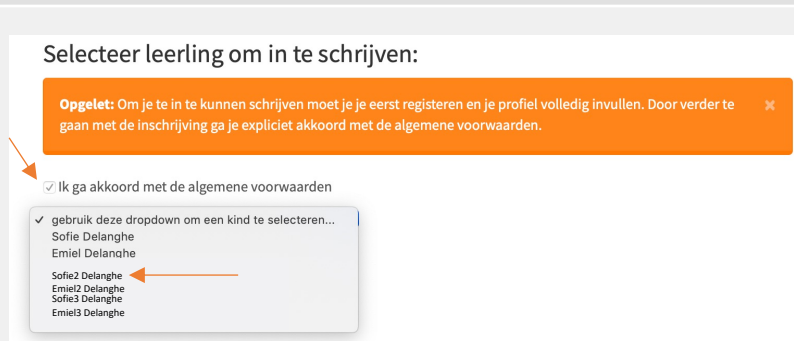 Selecteer leerling om in te schrijven:
Opgelet: Om je te in te kunnen schrijven moet je je eerst registeren en je profiel volledig invullen. Door verder te
gaan met de inschrijving ga je expliciet akkoord met de algemene voorwaarden.
Ik ga akkoord met de algemene voorwaarden
gebruik deze dropdown om een kind te selecteren...
Sofie Delanghe
Emiel Delanghe
Sofie2 Delanghe
Emiel2 Delanghe
Sofie3 Delanghe
Emiel3 Delanghe